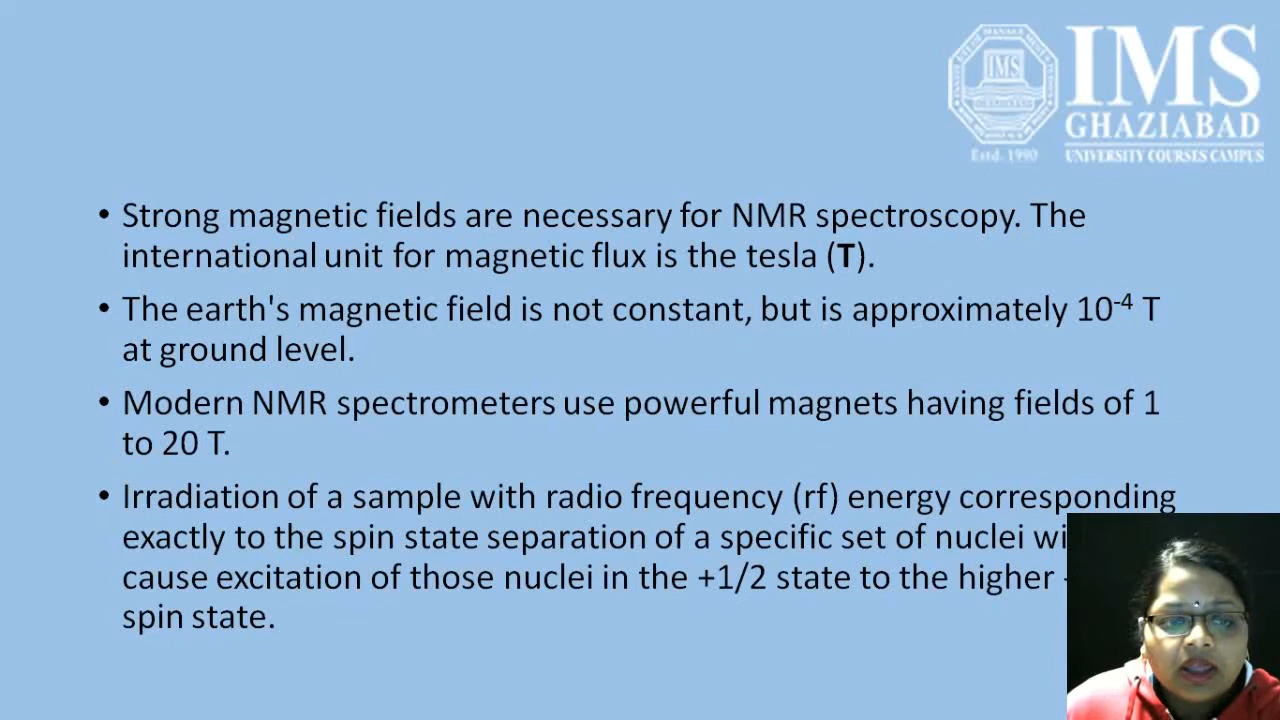 IMS
IMS
GHAZIABAD
Estd. 1990
UNIVERSITY COURSES CAMPUS
• Strong magnetic fields are necessary for NMR spectroscopy. The
international unit for magnetic flux is the tesla (T).
• The earth's magnetic field is not constant, but is approximately 10⁻⁴ T
at ground level.
• Modern NMR spectrometers use powerful magnets having fields of 1
to 20 T.
• Irradiation of a sample with radio frequency (rf) energy corresponding
exactly to the spin state separation of a specific set of nuclei
cause excitation of those nuclei in the +1/2 state to the higher
spin state.